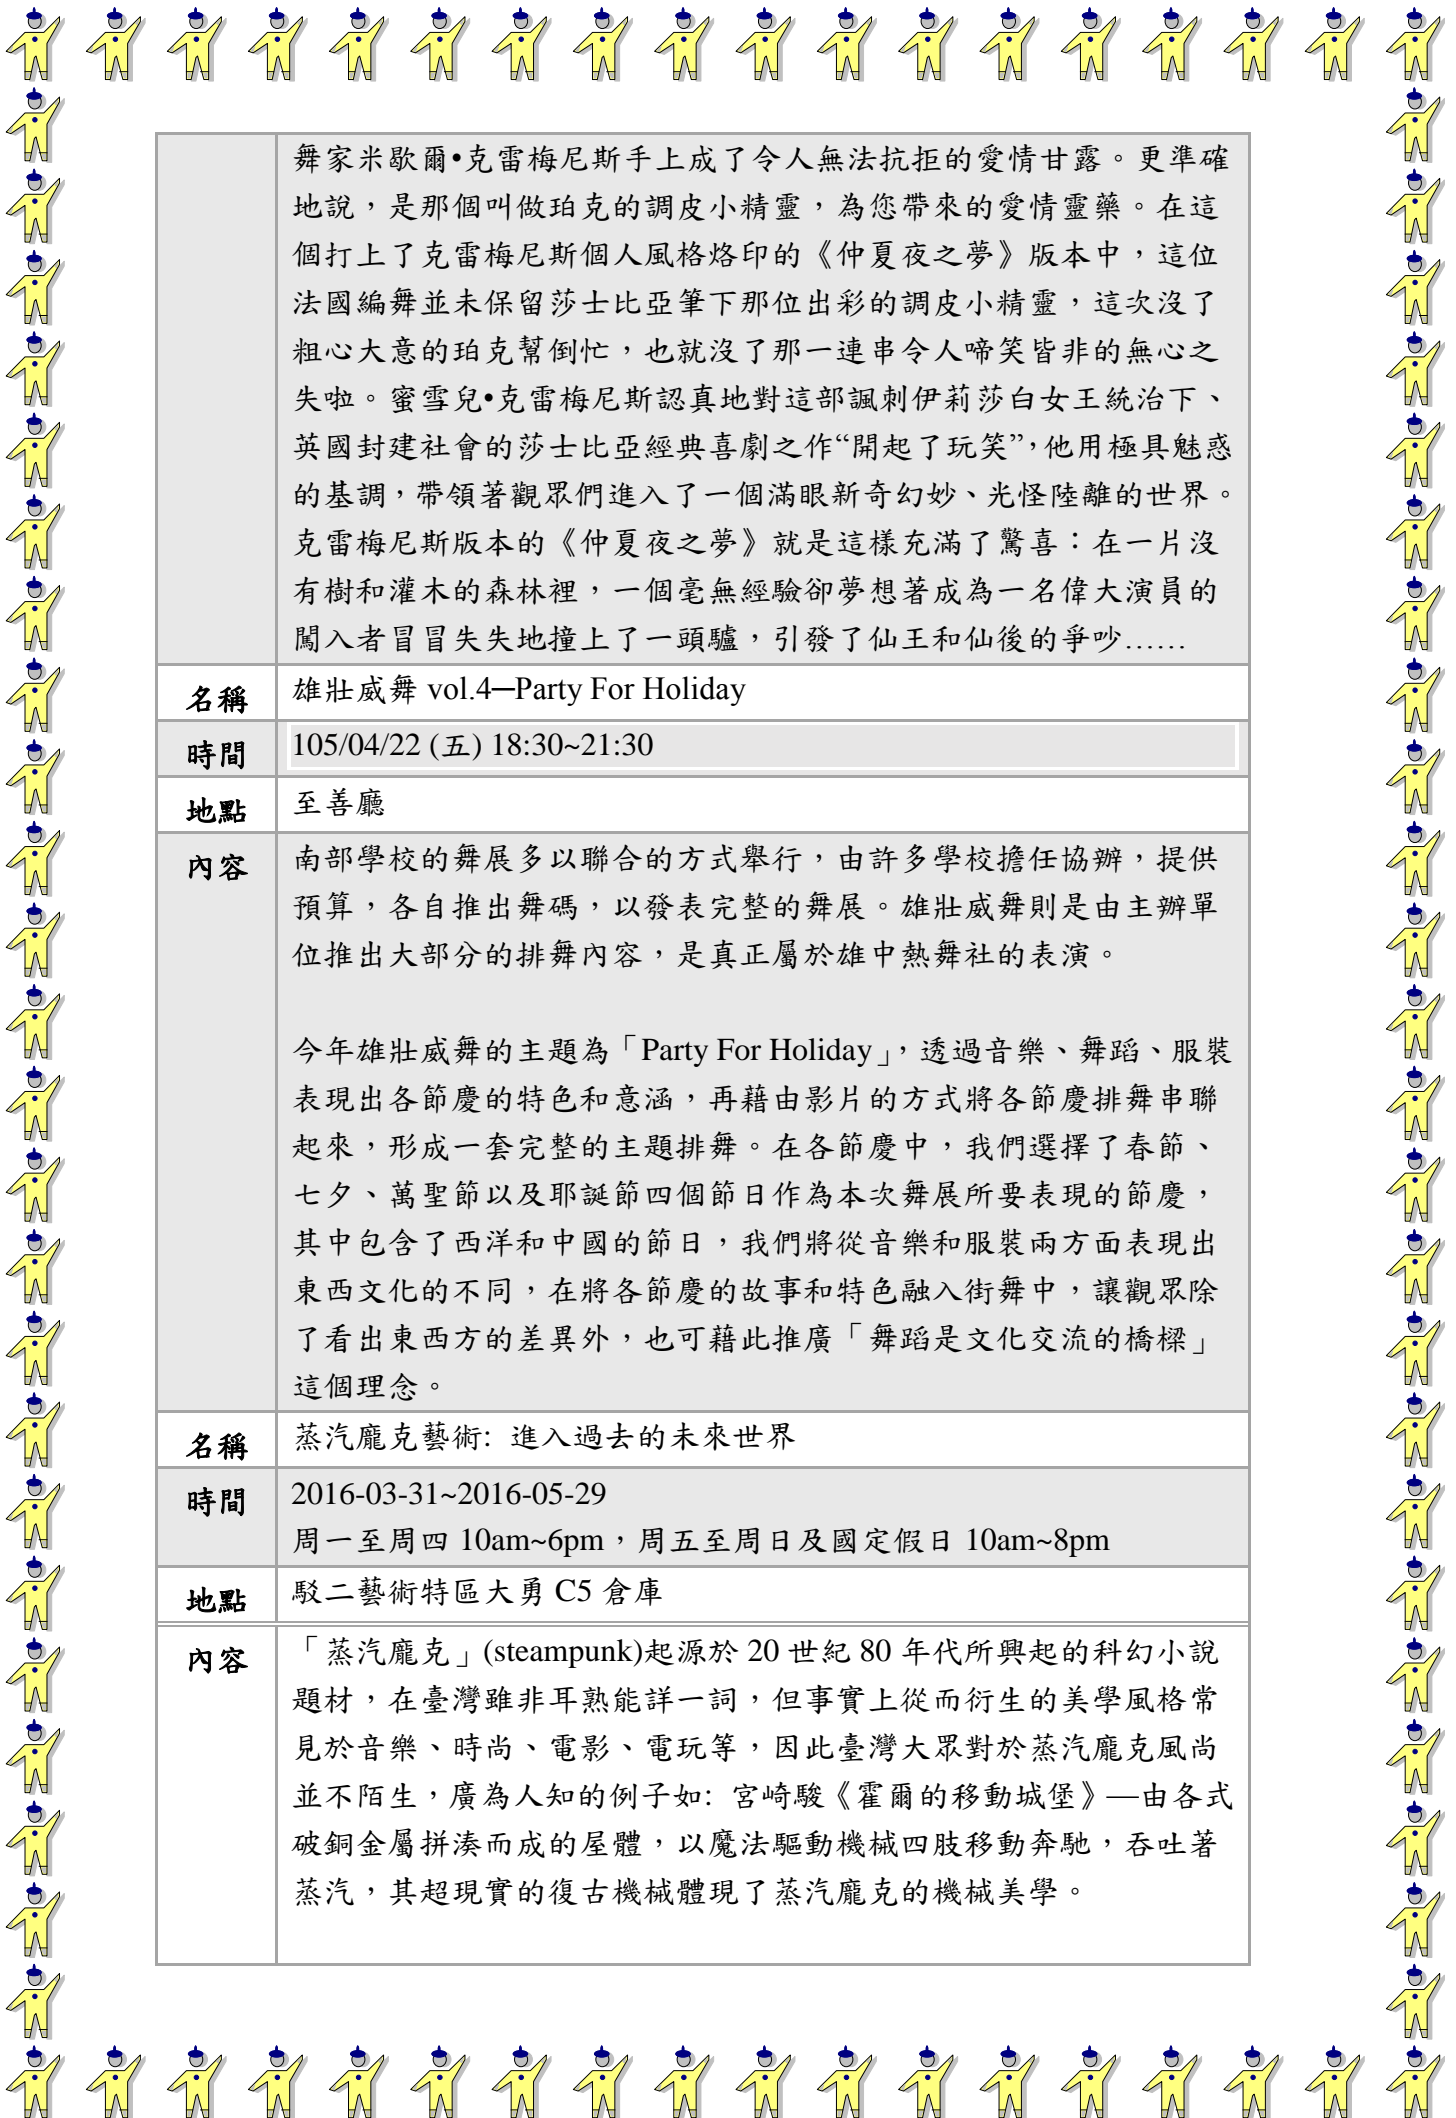 舞家米歇爾•克雷梅尼斯手上成了令人無法抗拒的愛情甘露。更準確
地說，是那個叫做珀克的調皮小精靈，為您帶來的愛情靈藥。在這
個打上了克雷梅尼斯個人風格烙印的《仲夏夜之夢》版本中，這位
法國編舞並未保留莎士比亞筆下那位出彩的調皮小精靈，這次沒了
粗心大意的珀克幫倒忙，也就沒了那一連串令人啼笑皆非的無心之
失啦。蜜雪兒•克雷梅尼斯認真地對這部諷刺伊莉莎白女王統治下、
英國封建社會的莎士比亞經典喜劇之作“開起了玩笑”，他用極具魅惑
的基調，帶領著觀眾們進入了一個滿眼新奇幻妙、光怪陸離的世界。
克雷梅尼斯版本的《仲夏夜之夢》就是這樣充滿了驚喜：在一片沒
有樹和灌木的森林裡，一個毫無經驗卻夢想著成為一名偉大演員的
闖入者冒冒失失地撞上了一頭驢，引發了仙王和仙後的爭吵……
名稱 雄壯威舞 vol.4─Party For Holiday
時間 105/04/22 (五) 18:30~21:30
地點 至善廳
內容 南部學校的舞展多以聯合的方式舉行，由許多學校擔任協辦，提供
預算，各自推出舞碼，以發表完整的舞展。雄壯威舞則是由主辦單
位推出大部分的排舞內容，是真正屬於雄中熱舞社的表演。
今年雄壯威舞的主題為「Party For Holiday」，透過音樂、舞蹈、服裝
表現出各節慶的特色和意涵，再藉由影片的方式將各節慶排舞串聯
起來，形成一套完整的主題排舞。在各節慶中，我們選擇了春節、
七夕、萬聖節以及耶誕節四個節日作為本次舞展所要表現的節慶，
其中包含了西洋和中國的節日，我們將從音樂和服裝兩方面表現出
東西文化的不同，在將各節慶的故事和特色融入街舞中，讓觀眾除
了看出東西方的差異外，也可藉此推廣「舞蹈是文化交流的橋樑」
這個理念。
名稱 蒸汽龐克藝術: 進入過去的未來世界
時間 2016-03-31~2016-05-29
周一至周四 10am~6pm，周五至周日及國定假日 10am~8pm
地點 駁二藝術特區大勇 C5 倉庫
內容 「蒸汽龐克」(steampunk)起源於 20 世紀 80 年代所興起的科幻小說
題材，在臺灣雖非耳熟能詳一詞，但事實上從而衍生的美學風格常
見於音樂、時尚、電影、電玩等，因此臺灣大眾對於蒸汽龐克風尚
並不陌生，廣為人知的例子如: 宮崎駿《霍爾的移動城堡》—由各式
破銅金屬拼湊而成的屋體，以魔法驅動機械四肢移動奔馳，吞吐著
蒸汽，其超現實的復古機械體現了蒸汽龐克的機械美學。